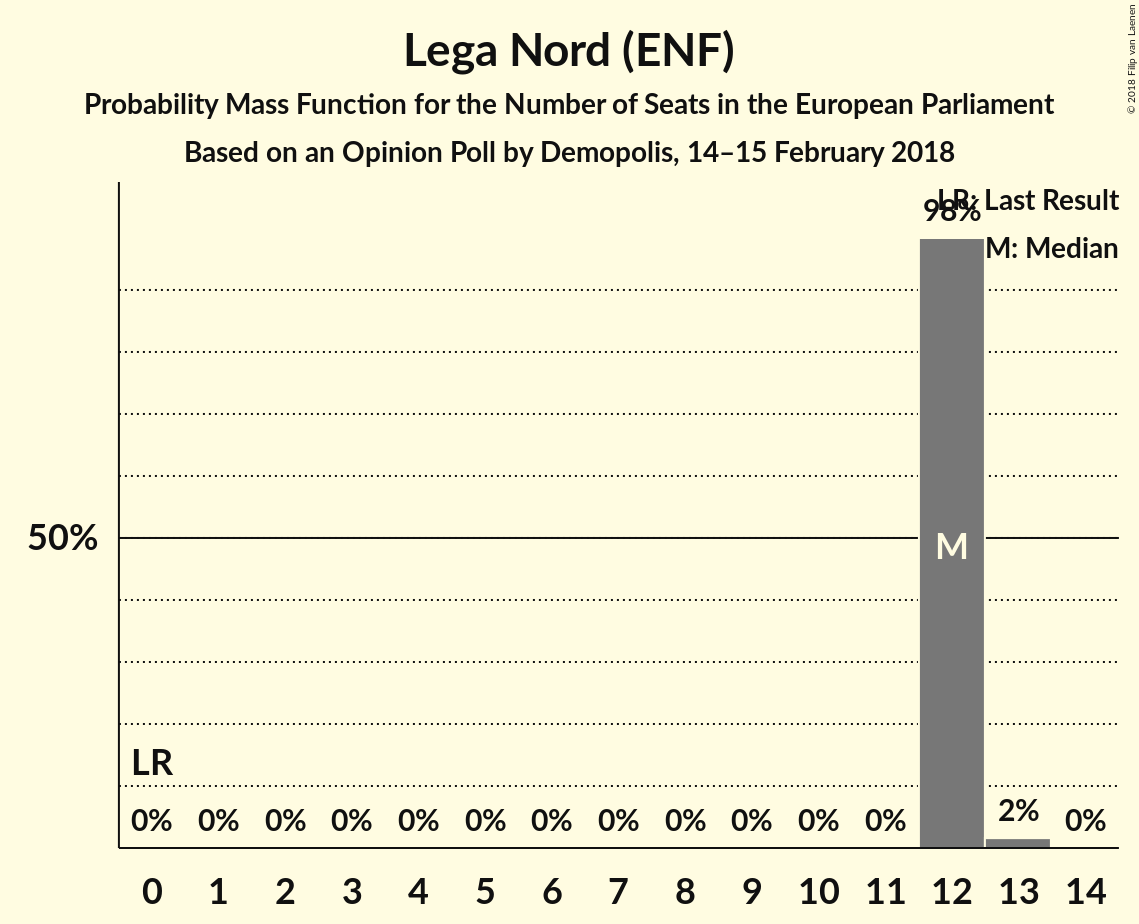 Lega Nord (ENF)
Probability Mass Function for the Number of Seats in the European Parliament
Based on an Opinion Poll by Demopolis, 14–15 February 2018
© 2018 Filip van Laenen
LR: Last Result
98%
M: Median
50%
M
LR
0% 0% 0% 0% 0% 0% 0% 0% 0% 0% 0% 0% 2% 0%
0 1 2 3 4 5 6 7 8 9 10 11 12 13 14